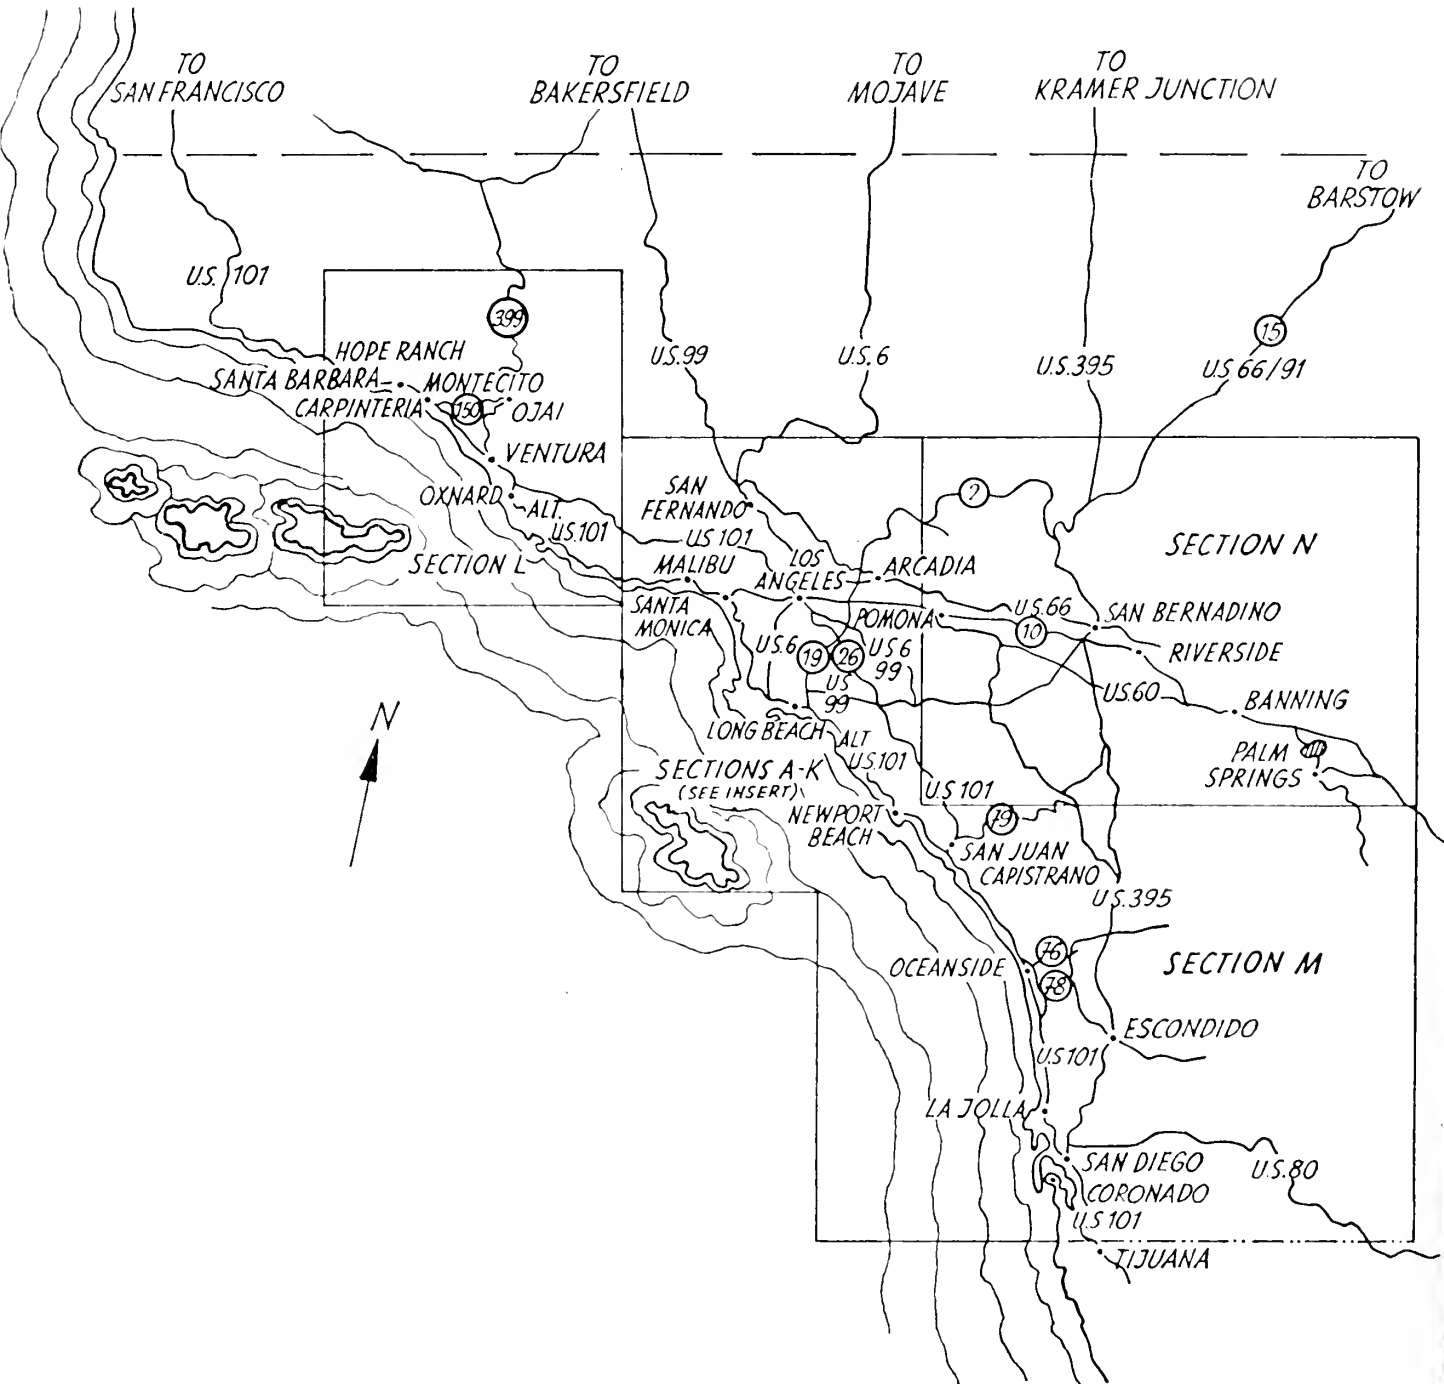 TO
SAN FRANCISCO
TO
BAKERSFIELD
TO
MOJAVE
TO
KRAMER JUNCTION
TO
BARSTOW
U.S. 101
399
U.S.99
U.S.6
U.S.395
15
U.S 66/91
HOPE RANCH
SANTA BARBARA
MONTECITO
CARPINTERIA
150
OJAI
VENTURA
OXNARD
ALT.
U.S.101
SECTION L
SAN
FERNANDO
US 101
2
SECTION N
MALIBU
LOS
ANGELES
ARCADIA
SANTA
MONICA
POMONA
U.S.66
10
SAN BERNADINO
U.S.6
19
26
U.S 6
99
US
99
RIVERSIDE
U.S.60
BANNING
LONG BEACH
ALT
U.S.101
PALM
SPRINGS
SECTIONS A-K
(SEE INSERT)
U.S 101
NEWPORT
BEACH
79
SAN JUAN
CAPISTRANO
U.S.395
N
OCEANSIDE
76
78
SECTION M
ESCONDIDO
U.S 101
LA JOLLA
SAN DIEGO
CORONADO
U.S.80
U.S 101
TIJUANA